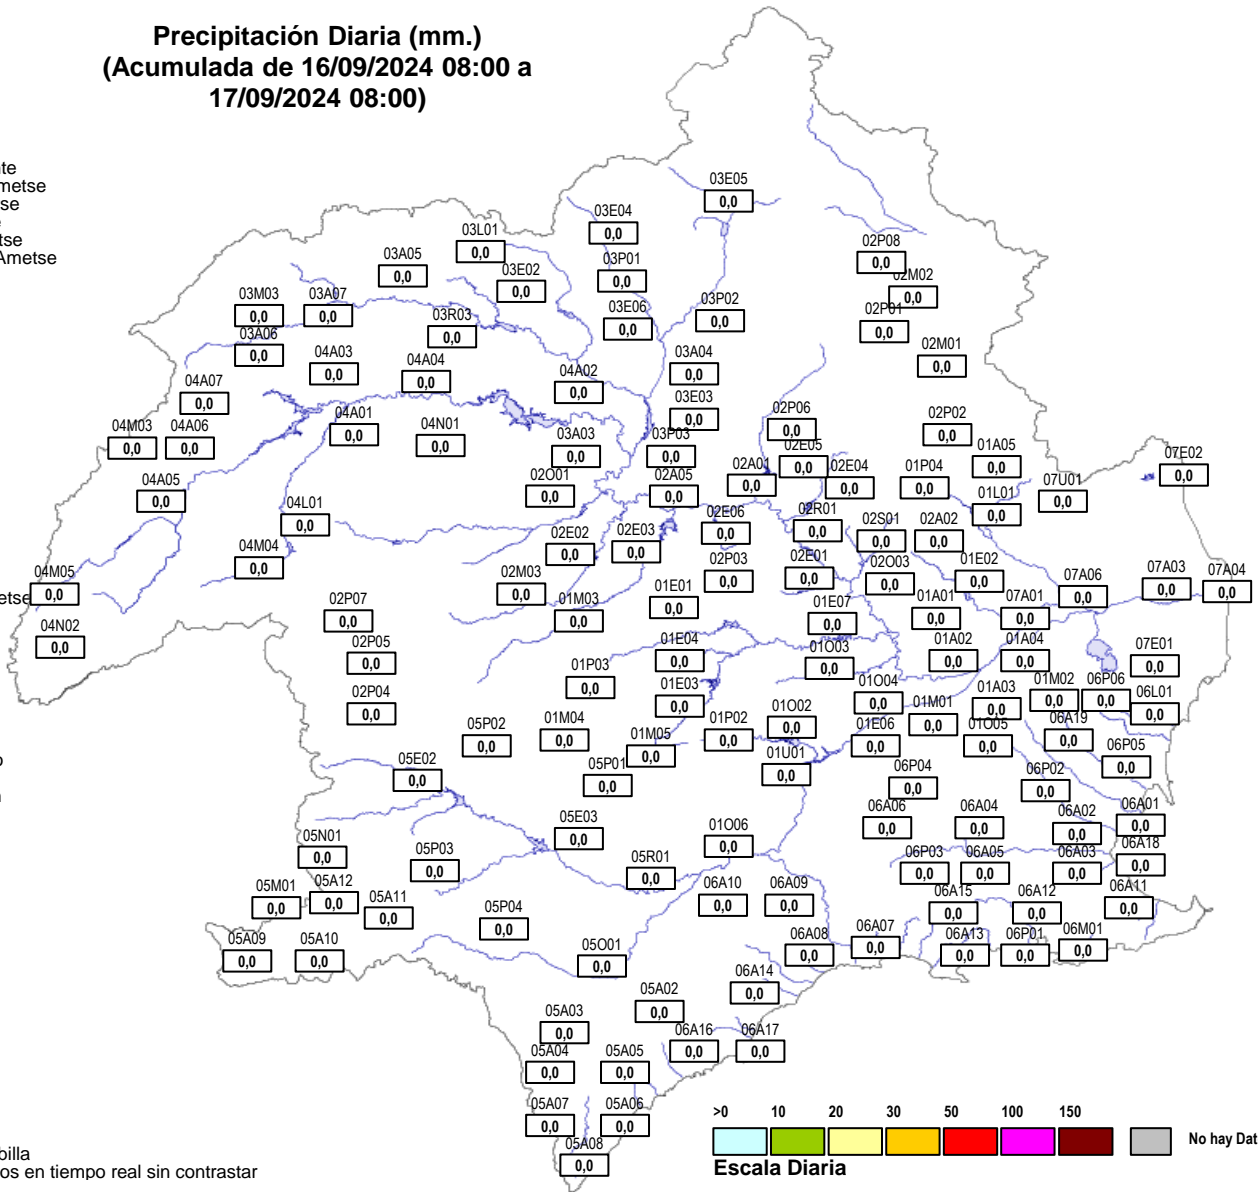 Precipitación Diaria (mm.)
(Acumulada de 16/09/2024 08:00 a
17/09/2024 08:00)
03E05
0,0
03E04
0,0
03L01
0,0
03A05
0,0
03E02
0,0
03P01
0,0
02P08
0,0
02M02
0,0
03M03
0,0
03A07
0,0
03R03
0,0
03E06
0,0
03P02
0,0
02P01
0,0
03A06
0,0
04A03
0,0
04A04
0,0
04A02
0,0
03A04
0,0
02M01
0,0
04A07
0,0
04A01
0,0
04N01
0,0
03E03
0,0
02P06
0,0
02P02
0,0
04M03
0,0
04A06
0,0
03A03
0,0
03P03
0,0
02E05
0,0
01A05
0,0
07E02
0,0
04A05
0,0
02O01
0,0
02A05
0,0
02A01
0,0
02E04
0,0
01P04
0,0
07U01
0,0
04L01
0,0
01L01
0,0
02E02
0,0
02E03
0,0
02E06
0,0
02R01
0,0
02S01
0,0
02A02
0,0
04M04
0,0
02P03
0,0
02E01
0,0
02O03
0,0
01E02
0,0
04M05
0,0
02M03
0,0
07A06
0,0
07A03
0,0
07A04
0,0
02P07
0,0
01M03
0,0
01E01
0,0
01E07
0,0
01A01
0,0
07A01
0,0
04N02
0,0
02P05
0,0
01E04
0,0
01O03
0,0
01A02
0,0
01A04
0,0
07E01
0,0
02P04
0,0
01P03
0,0
01E03
0,0
01O04
0,0
01M02
0,0
06P06
0,0
01A03
0,0
06L01
0,0
05P02
0,0
01M04
0,0
01M05
0,0
01P02
0,0
01O02
0,0
01E06
0,0
01M01
0,0
01O05
0,0
06A19
0,0
05E02
0,0
05P01
0,0
01U01
0,0
06P04
0,0
06P02
0,0
06P05
0,0
05E03
0,0
01O06
0,0
06A06
0,0
06A04
0,0
06A02
0,0
06A01
0,0
05N01
0,0
05P03
0,0
05R01
0,0
06P03
0,0
06A05
0,0
06A03
0,0
06A18
0,0
05M01
0,0
05A12
0,0
05A11
0,0
06A10
0,0
06A09
0,0
06A15
0,0
06A12
0,0
06A11
0,0
05P04
0,0
05A09
0,0
05A10
0,0
05O01
0,0
06A08
0,0
06A07
0,0
06A13
0,0
06P01
0,0
06M01
0,0
05A03
0,0
05A02
0,0
06A14
0,0
05A04
0,0
05A05
0,0
06A16
0,0
06A17
0,0
05A07
0,0
05A06
0,0
05A08
0,0
>0 10 20 30 50 100 150
No hay Dat
Escala Diaria
te
metse
se
tse
Ametse
etse
billa
os en tiempo real sin contrastar